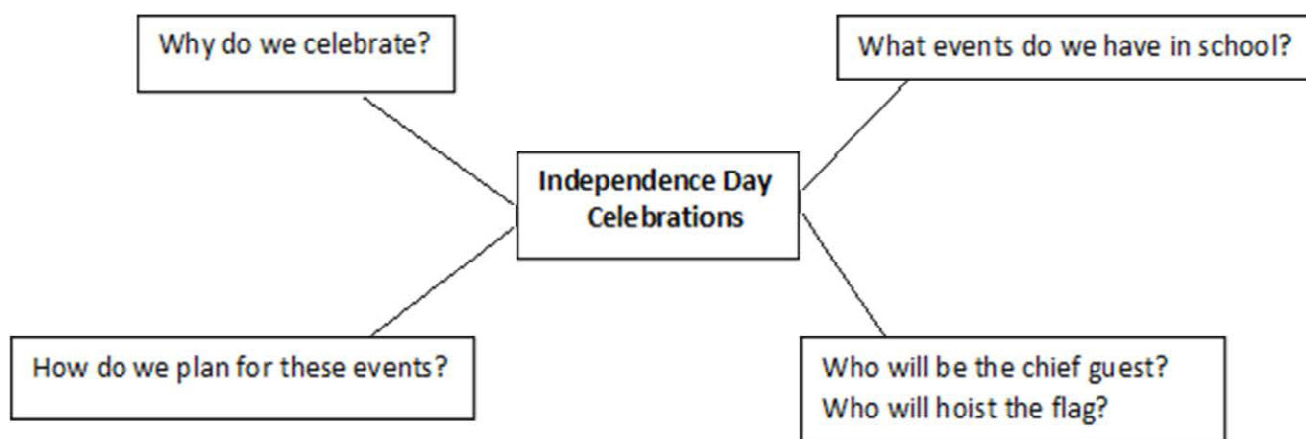 Why do we celebrate?
What events do we have in school?
Independence Day
Celebrations
How do we plan for these events?
Who will be the chief guest?
Who will hoist the flag?